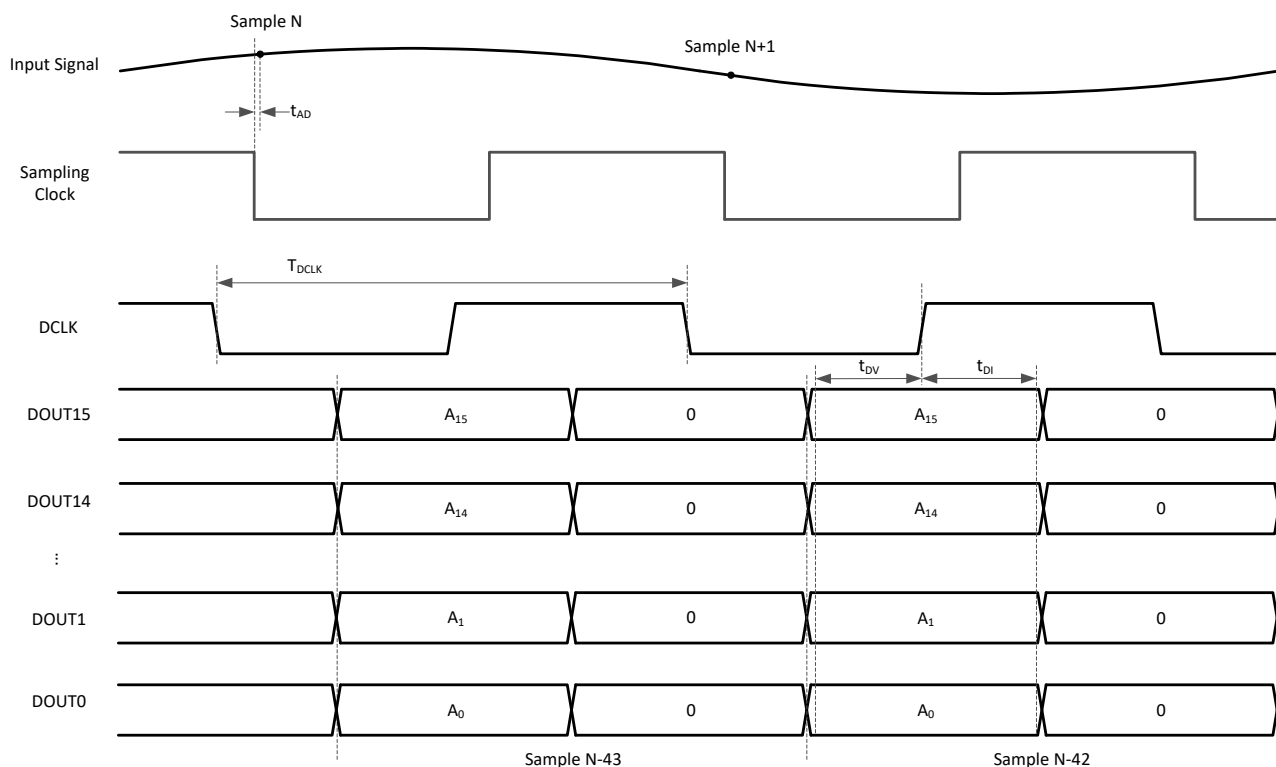 Sample N
Sample N+1
Input Signal
tAD
Sampling
Clock
TDCLK
DCLK
tDV
tDI
DOUT15
A15
0
A15
0
DOUT14
A14
0
A14
0
⋮
DOUT1
A1
0
A1
0
DOUT0
A0
0
A0
0
Sample N-43
Sample N-42